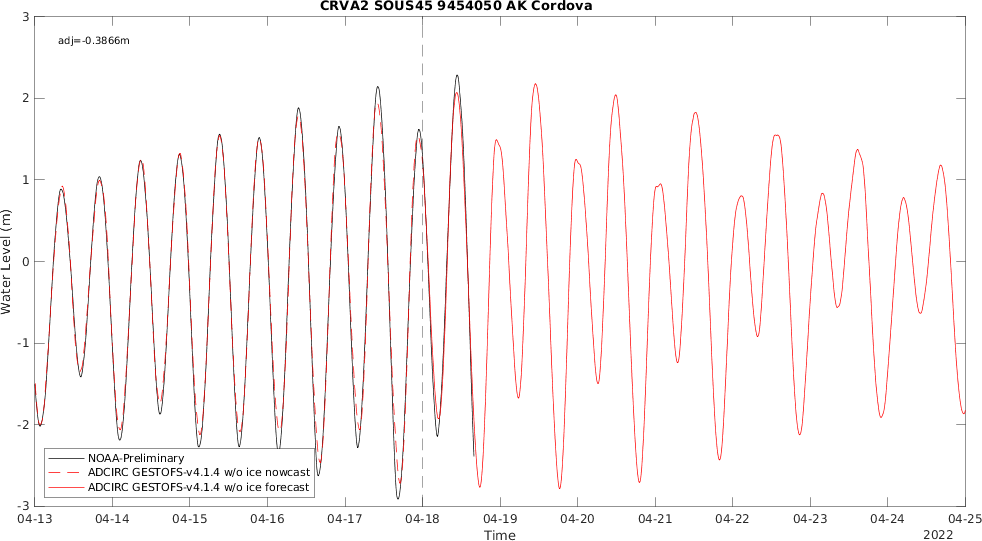 CRVA2 SOUS45 9454050 AK Cordova
adj=-0.3866m
3
2
1
0
-1
-2
-3
Water Level (m)
NOAA-Preliminary
ADCIRC GESTOFS-v4.1.4 w/o ice nowcast
ADCIRC GESTOFS-v4.1.4 w/o ice forecast
04-13 04-14 04-15 04-16 04-17 04-18 04-19 04-20 04-21 04-22 04-23 04-24 04-25
Time
2022